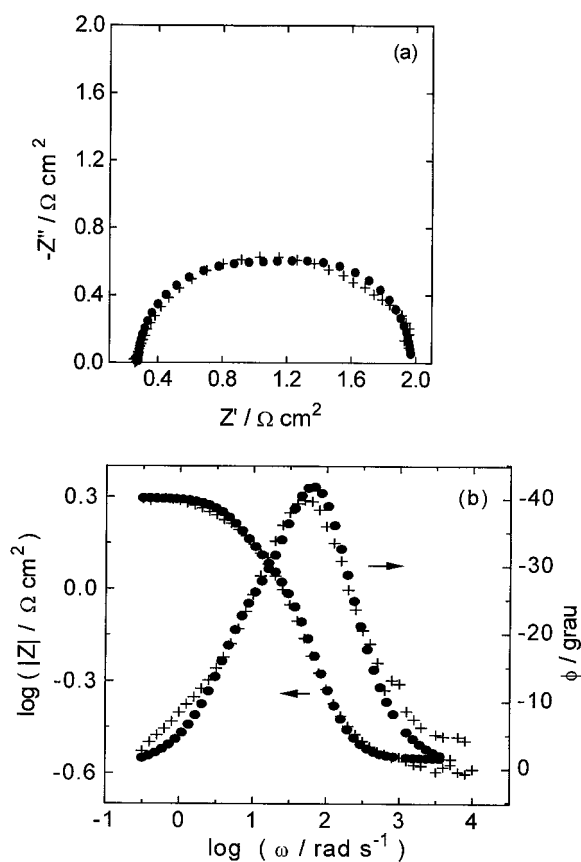 (a)
2.0
1.6
1.2
0.8
0.4
0.0
-Z" / Ω cm²
0.4 0.8 1.2 1.6 2.0
Z' / Ω cm²
(b)
0.3
0.0
-0.3
-0.6
log ( |Z| / Ω cm² )
-40
-30
-20
-10
0
ϕ / grau
-1 0 1 2 3 4
log ( ω / rad s⁻¹ )